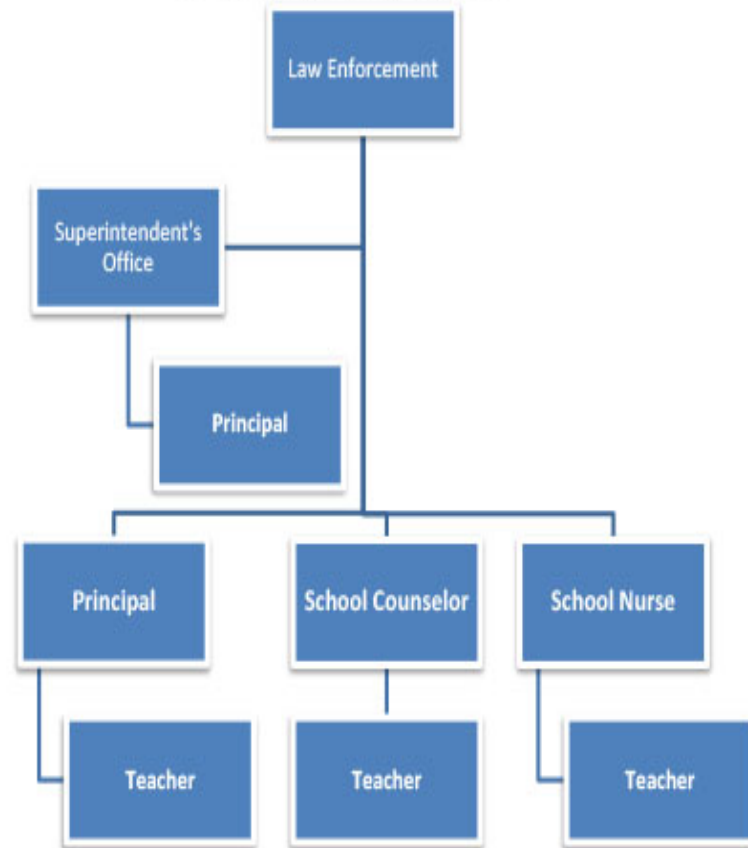 Law Enforcement
Superintendent's
Office
Principal
Principal
School Counselor
School Nurse
Teacher
Teacher
Teacher